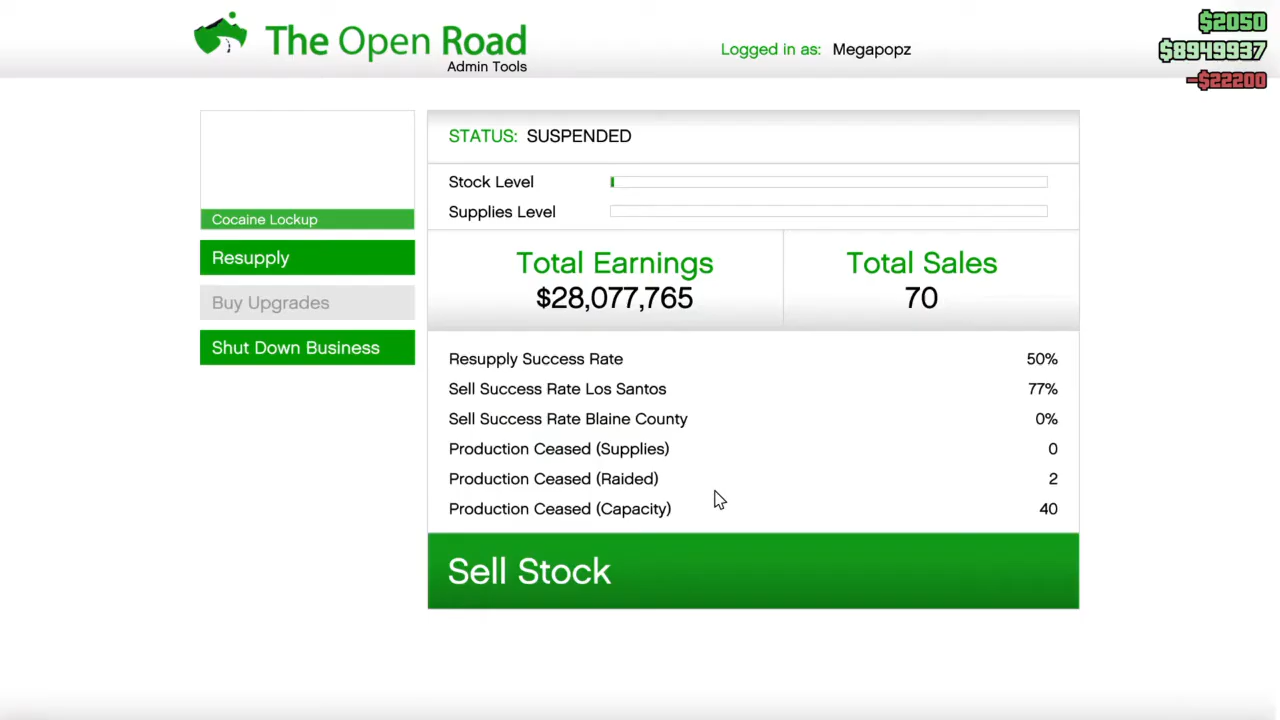 The Open Road
Admin Tools
Logged in as: Megapopz
$2050
$8949937
-$22200
Cocaine Lockup
Resupply
Buy Upgrades
Shut Down Business
STATUS: SUSPENDED
Stock Level
Supplies Level
Total Earnings
$28,077,765
Total Sales
70
Resupply Success Rate 50%
Sell Success Rate Los Santos 77%
Sell Success Rate Blaine County 0%
Production Ceased (Supplies) 0
Production Ceased (Raided) 2
Production Ceased (Capacity) 40
Sell Stock